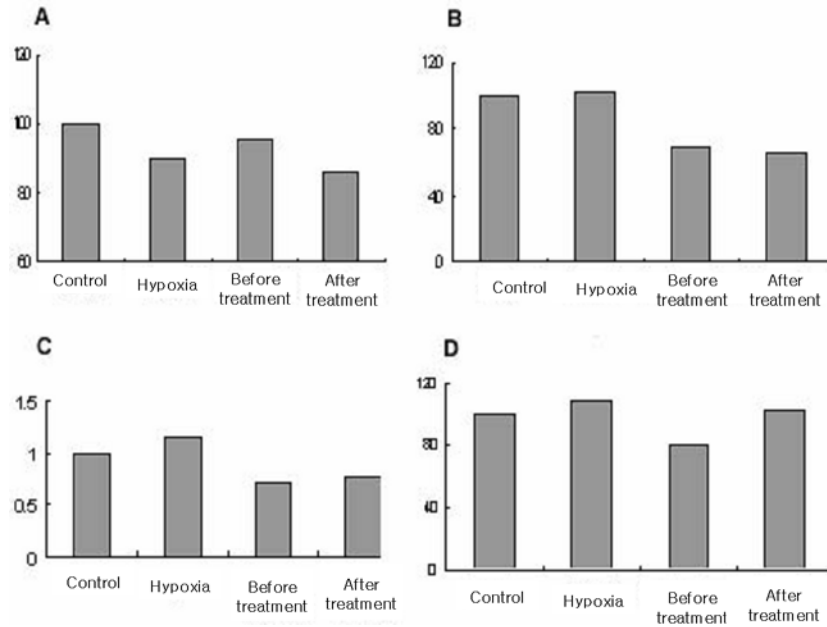 A
120
100
80
60
Control
Hypoxia
Before
treatment
After
treatment
B
120
80
40
0
Control
Hypoxia
Before
treatment
After
treatment
C
1.5
1
0.5
0
Control
Hypoxia
Before
treatment
After
treatment
D
120
80
40
0
Control
Hypoxia
Before
treatment
After
treatment